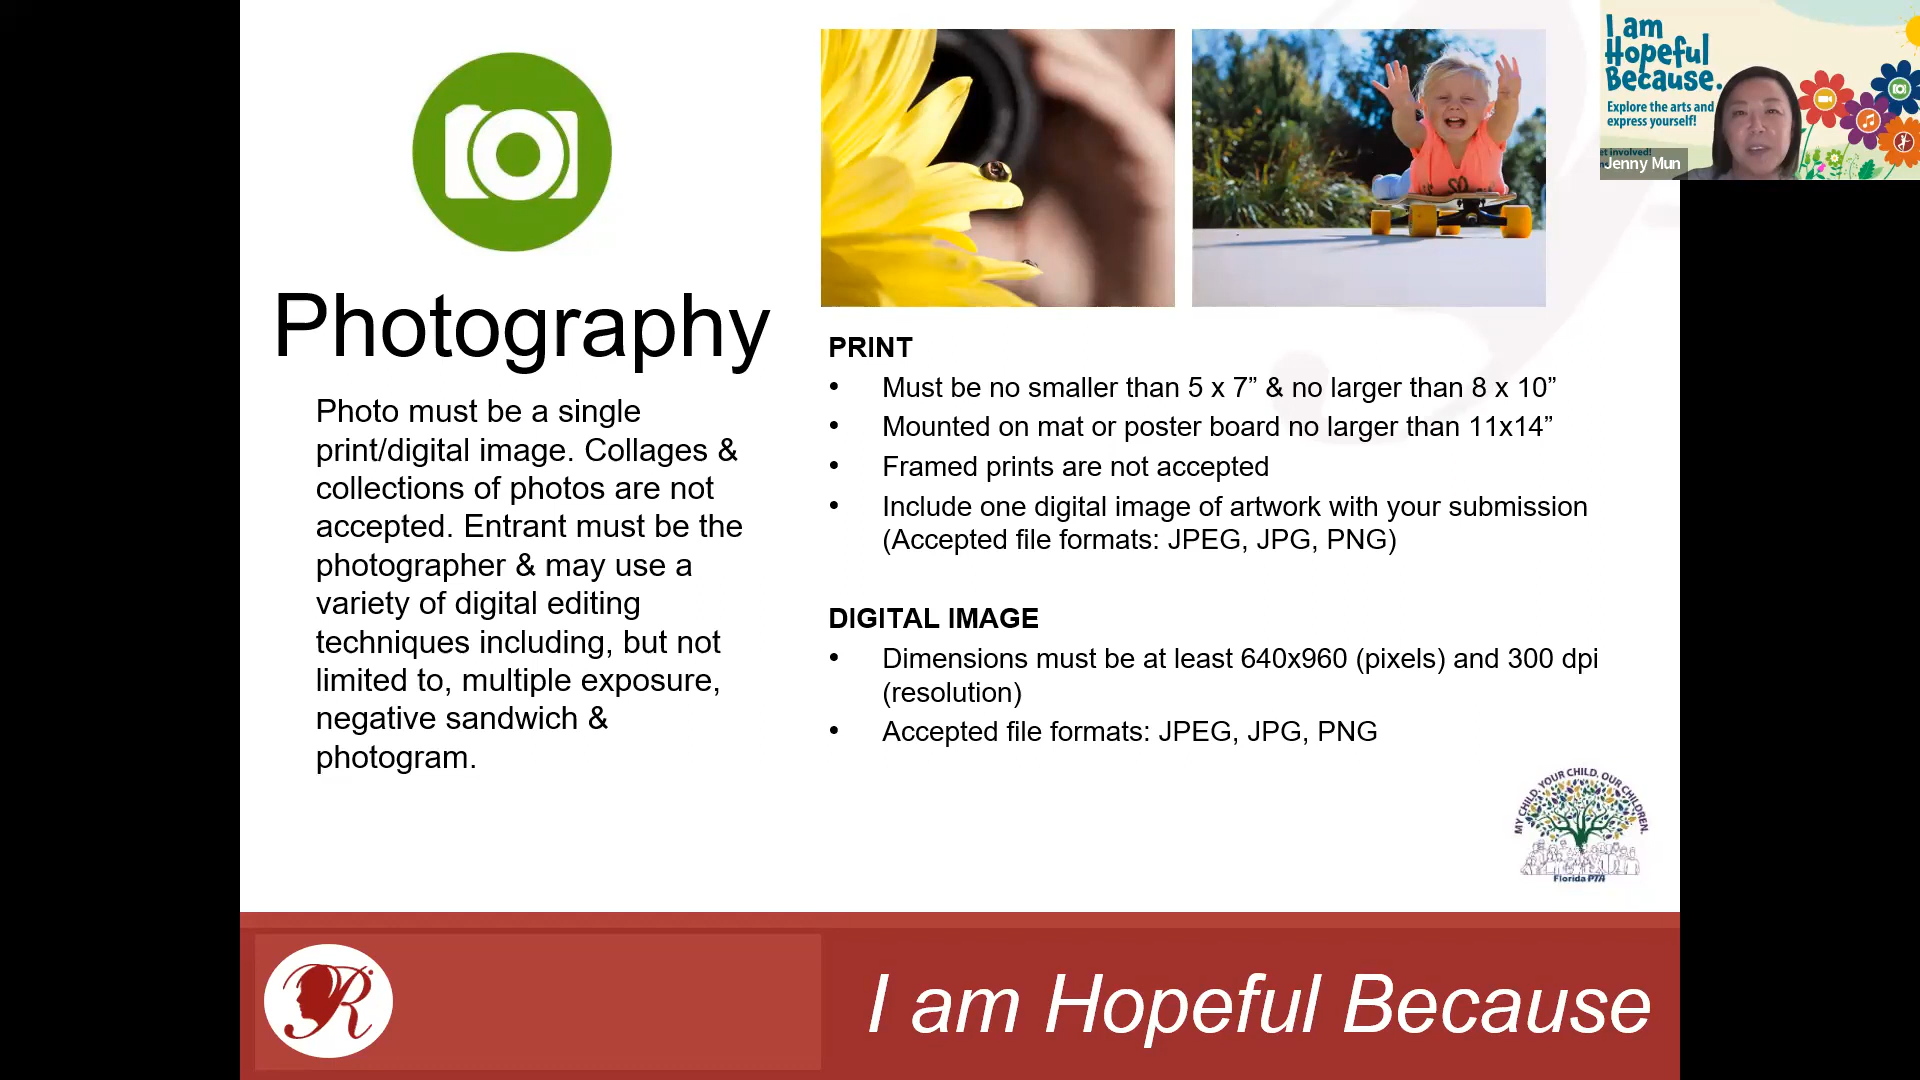 Photography
Photo must be a single
print/digital image. Collages &
collections of photos are not
accepted. Entrant must be the
photographer & may use a
variety of digital editing
techniques including, but not
limited to, multiple exposure,
negative sandwich &
photogram.
PRINT
• Must be no smaller than 5 x 7” & no larger than 8 x 10”
• Mounted on mat or poster board no larger than 11x14”
• Framed prints are not accepted
• Include one digital image of artwork with your submission
(Accepted file formats: JPEG, JPG, PNG)
DIGITAL IMAGE
• Dimensions must be at least 640x960 (pixels) and 300 dpi
(resolution)
• Accepted file formats: JPEG, JPG, PNG
MY CHILD. YOUR CHILD. OUR CHILDREN.
Florida PTA
R
I am Hopeful Because
I am
Hopeful
Because.
Explore the arts and
express yourself!
et involved!
Jenny Mun